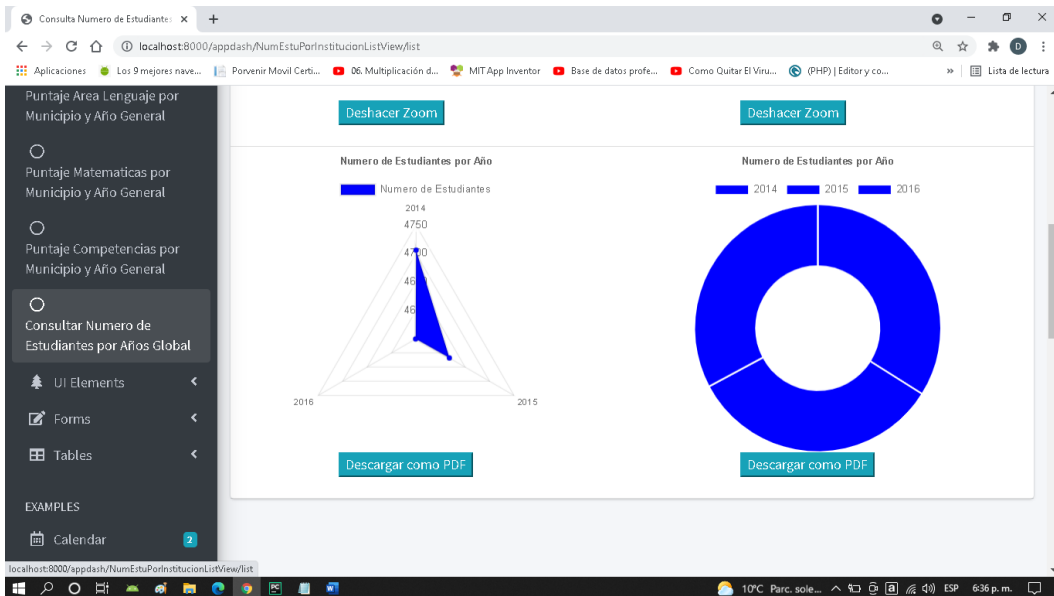 Consulta Numero de Estudiantes
localhost:8000/appdash/NumEstuPorInstitucionListView/list
D
Aplicaciones Los 9 mejores nave... Porvenir Movil Certi... 06. Multiplicación d... MIT App Inventor Base de datos profe... Como Quitar El Viru... (PHP) | Editor y co... » Lista de lectura
Puntaje Area Lenguaje por
Municipio y Año General
Puntaje Matematicas por
Municipio y Año General
Puntaje Competencias por
Municipio y Año General
Consultar Numero de
Estudiantes por Años Global
UI Elements
Forms
Tables
EXAMPLES
Calendar 2
Deshacer Zoom
Deshacer Zoom
Numero de Estudiantes por Año
Numero de Estudiantes
2014
4750
4700
46
46
2016
2015
Descargar como PDF
Numero de Estudiantes por Año
2014 2015 2016
Descargar como PDF
localhost:8000/appdash/NumEstuPorInstitucionListView/list
PC
W
10°C Parc. sole... a ESP 6:36 p. m.